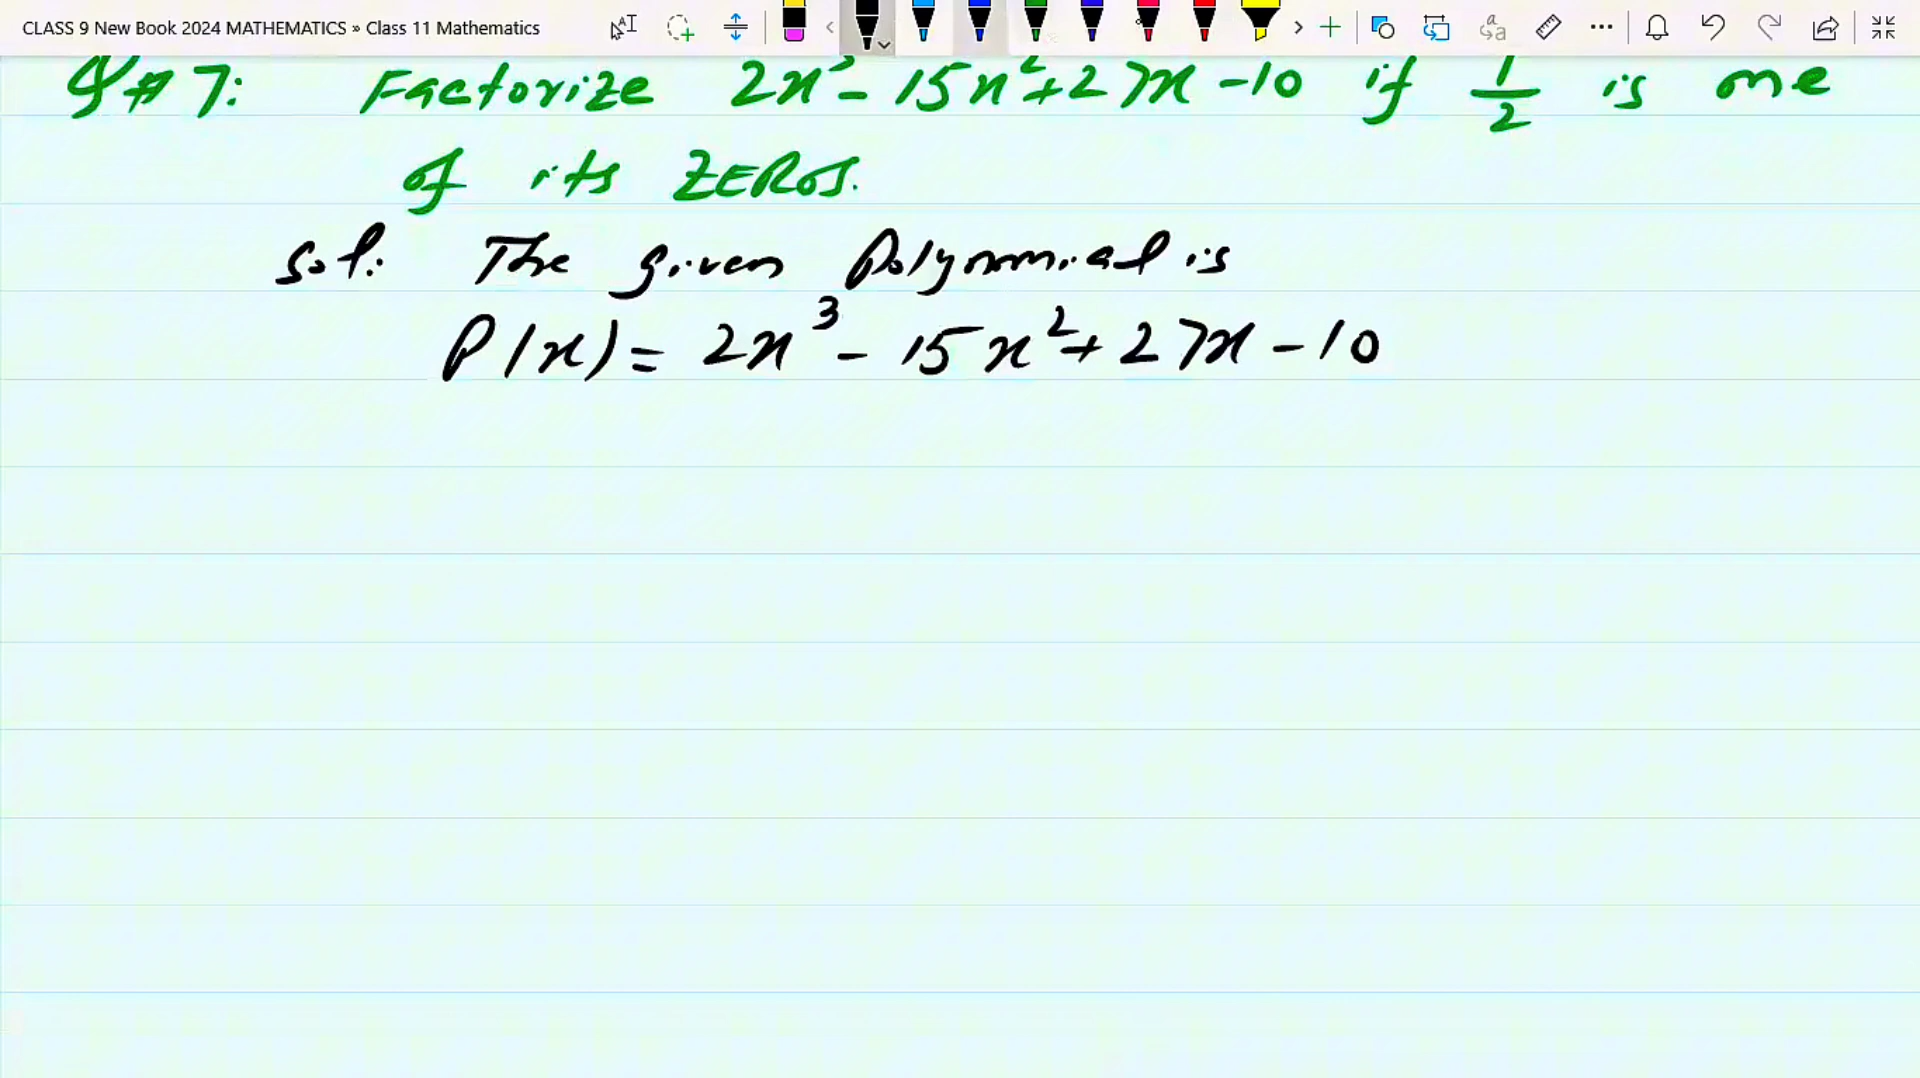 CLASS 9 New Book 2024 MATHEMATICS » Class 11 Mathematics
Q#7: Factorize 2x³ - 15x² + 27x - 10 if 1/2 is one
of its ZEROS.
Sol: The given Polynomial is
P(x) = 2x³ - 15x² + 27x - 10